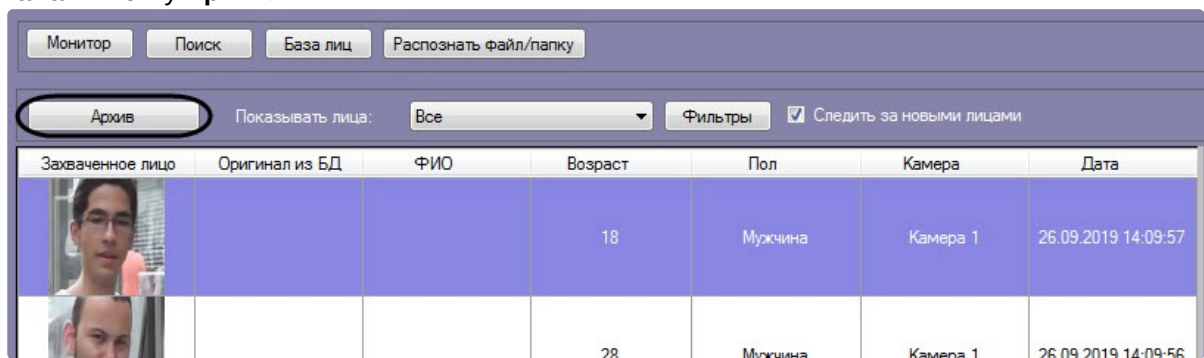 Монитор Поиск База лиц Распознать файл/папку
Архив Показывать лица: Все Фильтры Следить за новыми лицами
Захваченное лицо Оригинал из БД ФИО Возраст Пол Камера Дата
18 Мужчина Камера 1 26.09.2019 14:09:57
28 Мужчина Камера 1 26.09.2019 14:09:56